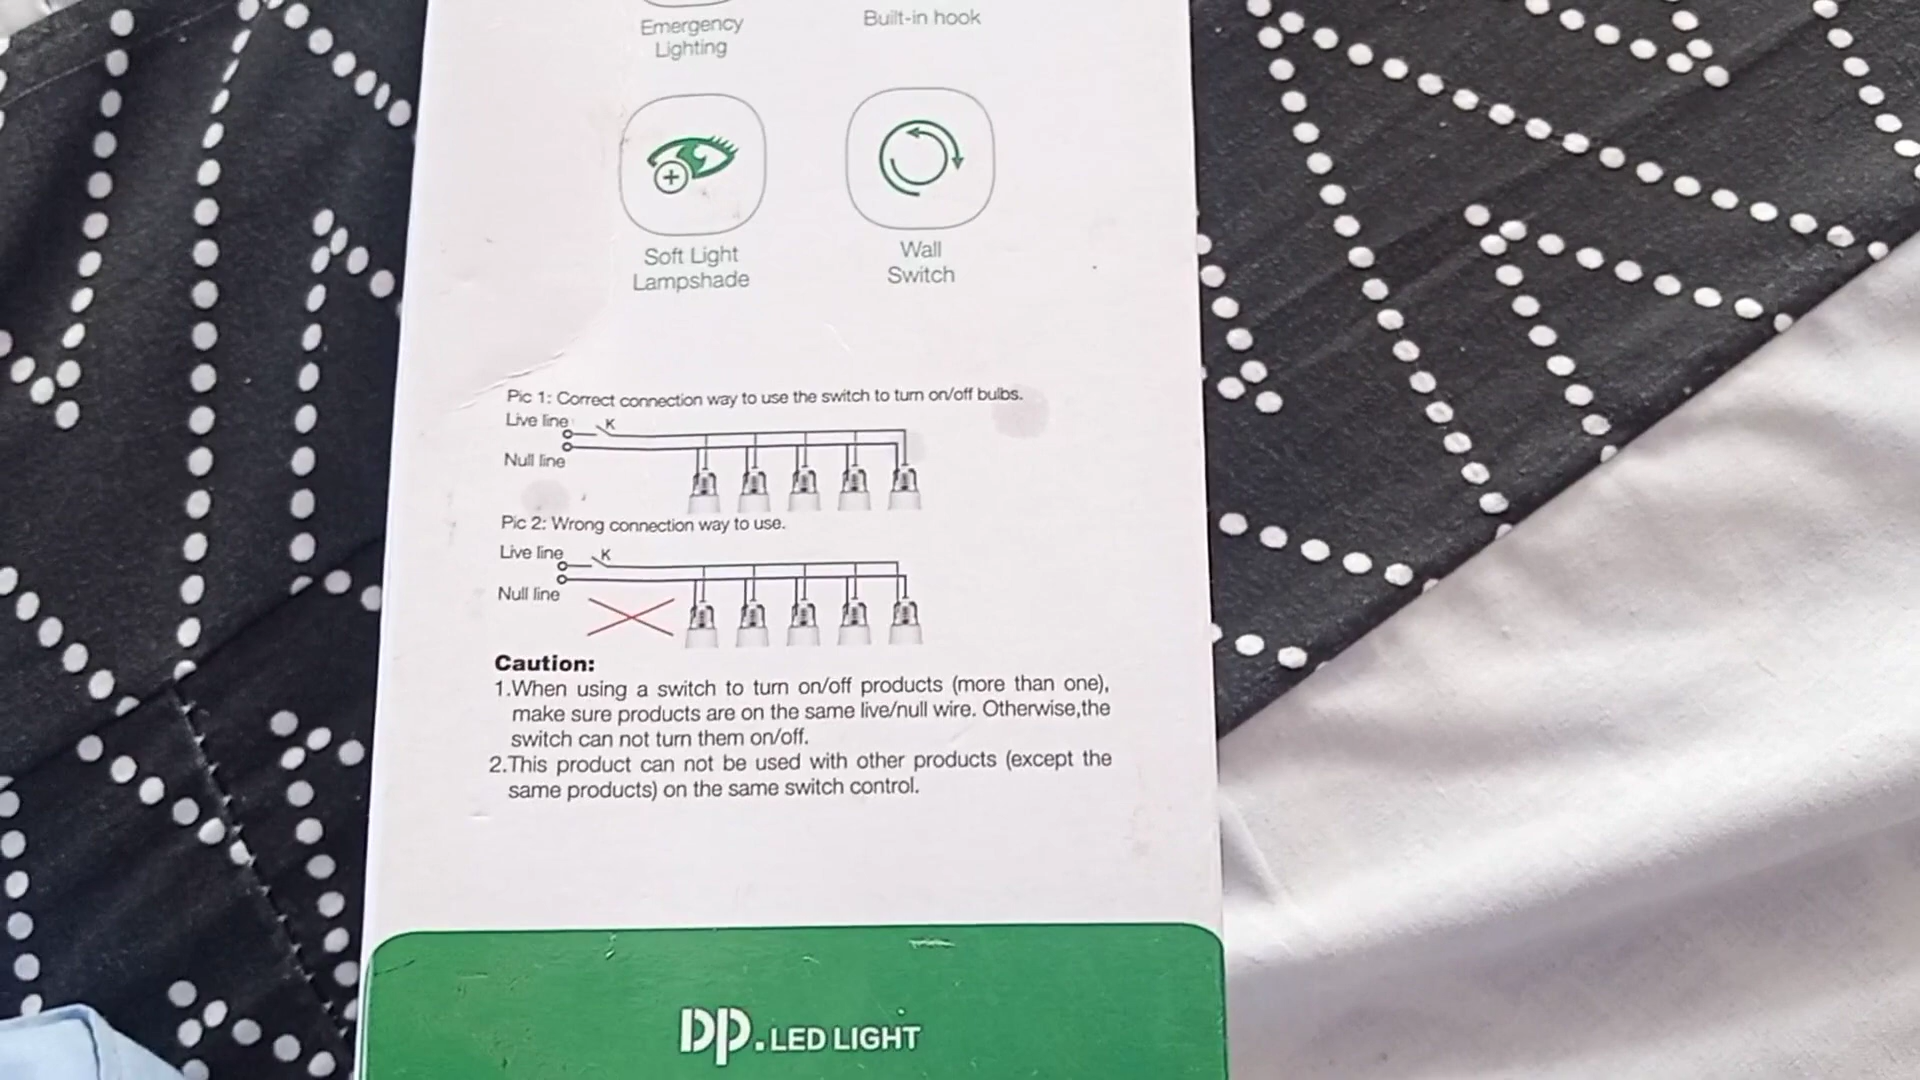 Emergency
Lighting
Built-in hook
Soft Light
Lampshade
Wall
Switch
Pic 1: Correct connection way to use the switch to turn on/off bulbs.
Live line
K
Null line
Pic 2: Wrong connection way to use.
Live line
K
Null line
Caution:
1.When using a switch to turn on/off products (more than one),
make sure products are on the same live/null wire. Otherwise,the
switch can not turn them on/off.
2.This product can not be used with other products (except the
same products) on the same switch control.
DP.LED LIGHT